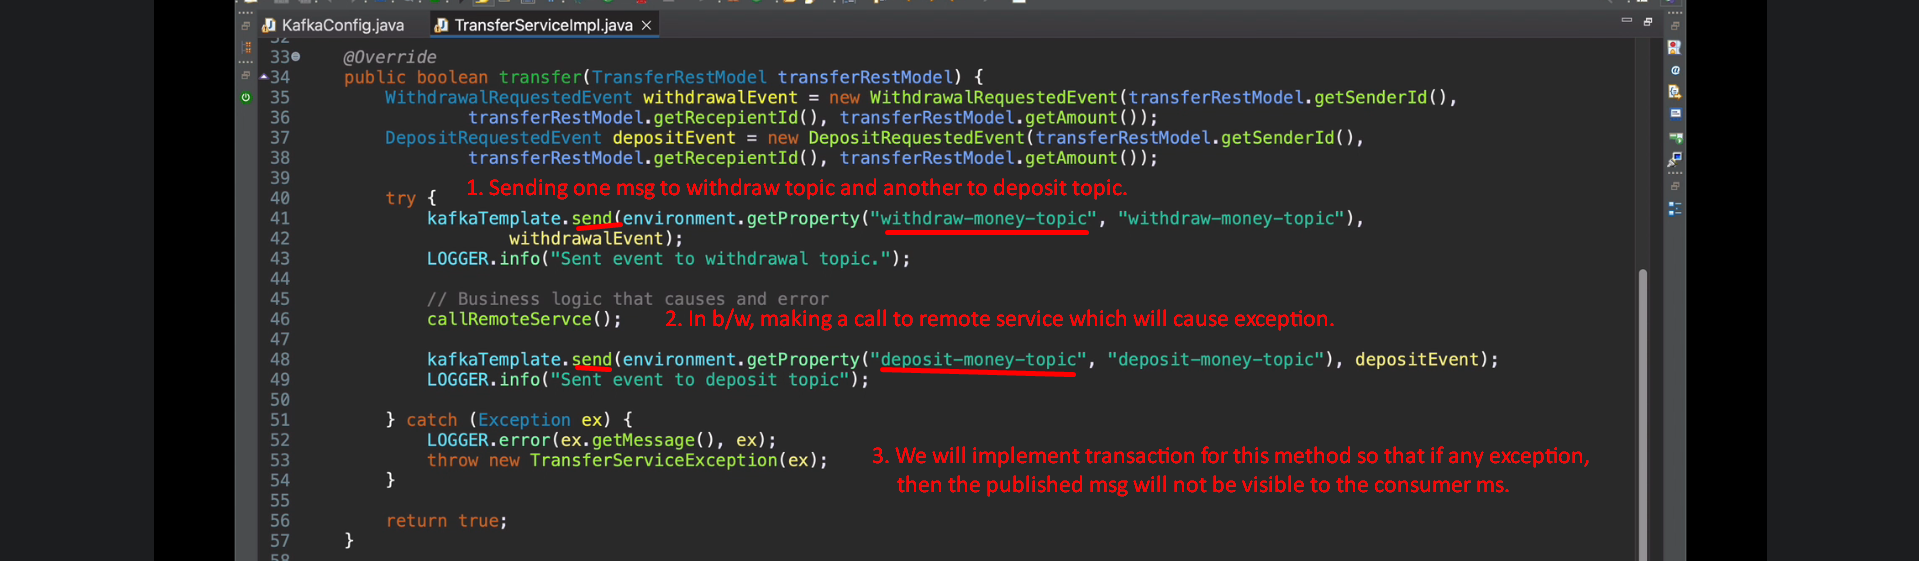 KafkaConfig.java
TransferServiceImpl.java
32
33 @Override
34 public boolean transfer(TransferRestModel transferRestModel) {
35 WithdrawalRequestedEvent withdrawalEvent = new WithdrawalRequestedEvent(transferRestModel.getSenderId(),
36 transferRestModel.getRecepientId(), transferRestModel.getAmount());
37 DepositRequestedEvent depositEvent = new DepositRequestedEvent(transferRestModel.getSenderId(),
38 transferRestModel.getRecepientId(), transferRestModel.getAmount());
39
1. Sending one msg to withdraw topic and another to deposit topic.
40 try {
41 kafkaTemplate.send(environment.getProperty("withdraw-money-topic", "withdraw-money-topic"),
42 withdrawalEvent);
43 LOGGER.info("Sent event to withdrawal topic.");
44
45 // Business logic that causes and error
46 callRemoteServce(); 2. In b/w, making a call to remote service which will cause exception.
47
48 kafkaTemplate.send(environment.getProperty("deposit-money-topic", "deposit-money-topic"), depositEvent);
49 LOGGER.info("Sent event to deposit topic");
50
51 } catch (Exception ex) {
52 LOGGER.error(ex.getMessage(), ex);
53 throw new TransferServiceException(ex); 3. We will implement transaction for this method so that if any exception,
54 } then the published msg will not be visible to the consumer ms.
55
56 return true;
57 }
58